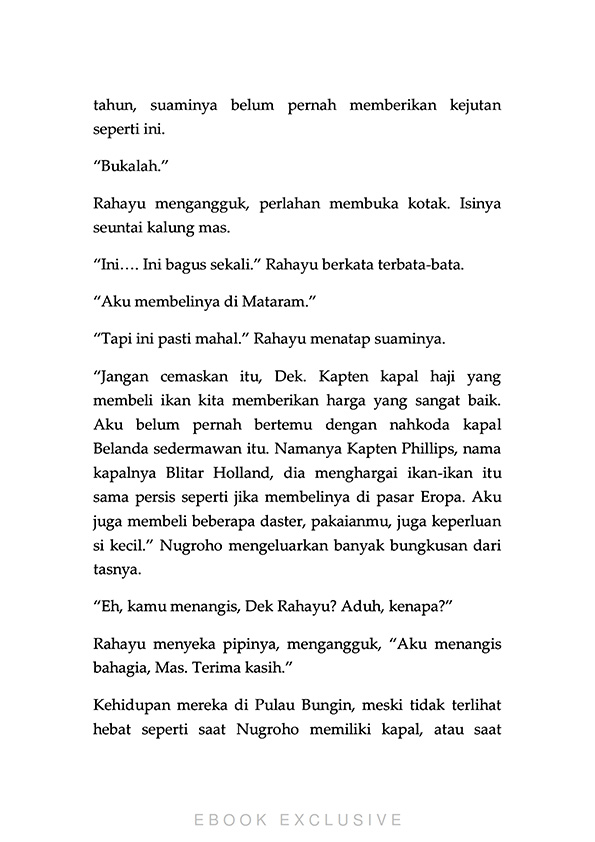 tahun, suaminya belum pernah memberikan kejutan
seperti ini.
“Bukalah.”
Rahayu mengangguk, perlahan membuka kotak. Isinya
seuntai kalung mas.
“Ini…. Ini bagus sekali.” Rahayu berkata terbata-bata.
“Aku membelinya di Mataram.”
“Tapi ini pasti mahal.” Rahayu menatap suaminya.
“Jangan cemaskan itu, Dek. Kapten kapal haji yang
membeli ikan kita memberikan harga yang sangat baik.
Aku belum pernah bertemu dengan nahkoda kapal
Belanda sedermawan itu. Namanya Kapten Phillips, nama
kapalnya Blitar Holland, dia menghargai ikan-ikan itu
sama persis seperti jika membelinya di pasar Eropa. Aku
juga membeli beberapa daster, pakaianmu, juga keperluan
si kecil.” Nugroho mengeluarkan banyak bungkusan dari
tasnya.
“Eh, kamu menangis, Dek Rahayu? Aduh, kenapa?”
Rahayu menyeka pipinya, mengangguk, “Aku menangis
bahagia, Mas. Terima kasih.”
Kehidupan mereka di Pulau Bungin, meski tidak terlihat
hebat seperti saat Nugroho memiliki kapal, atau saat
EBOOK EXCLUSIVE